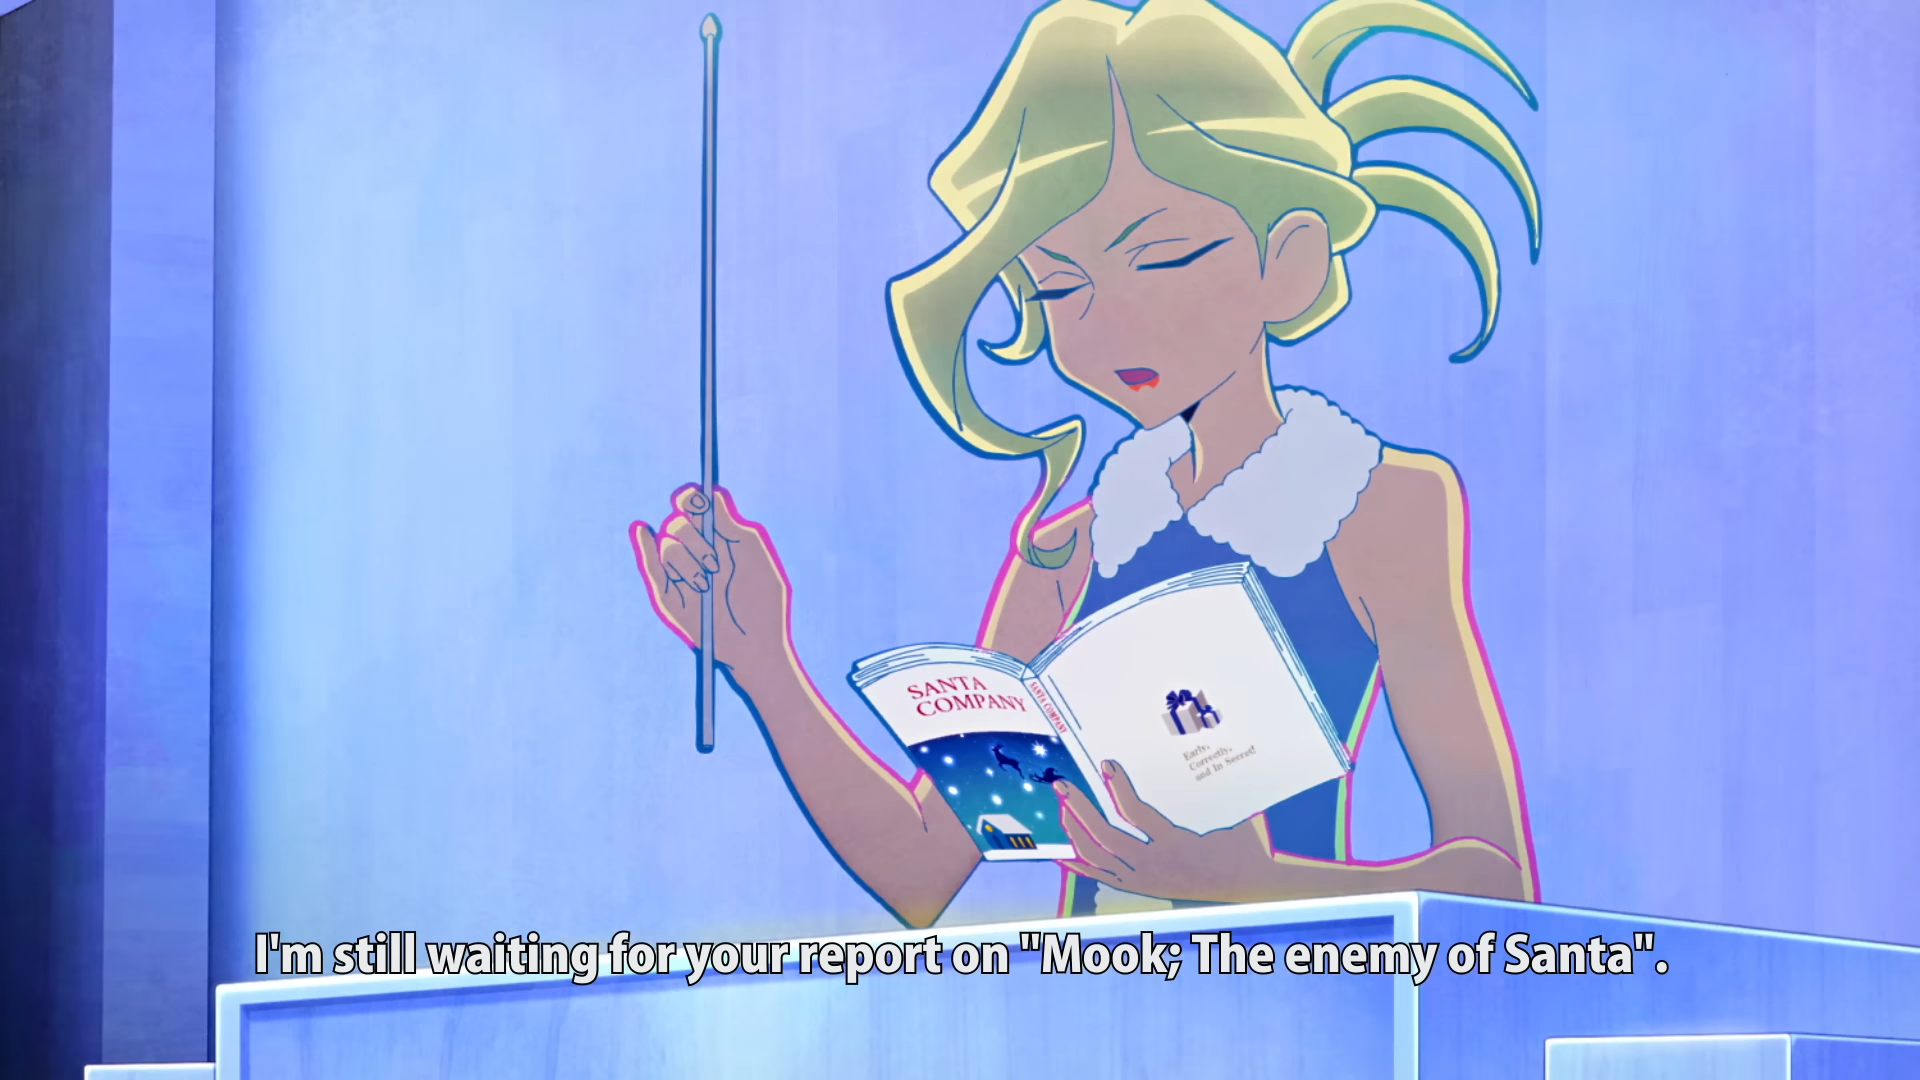 SANTA
COMPANY
SANTA COMPANY
Early,
Correctly,
and In Secret!
I'm still waiting for your report on "Mook; The enemy of Santa".